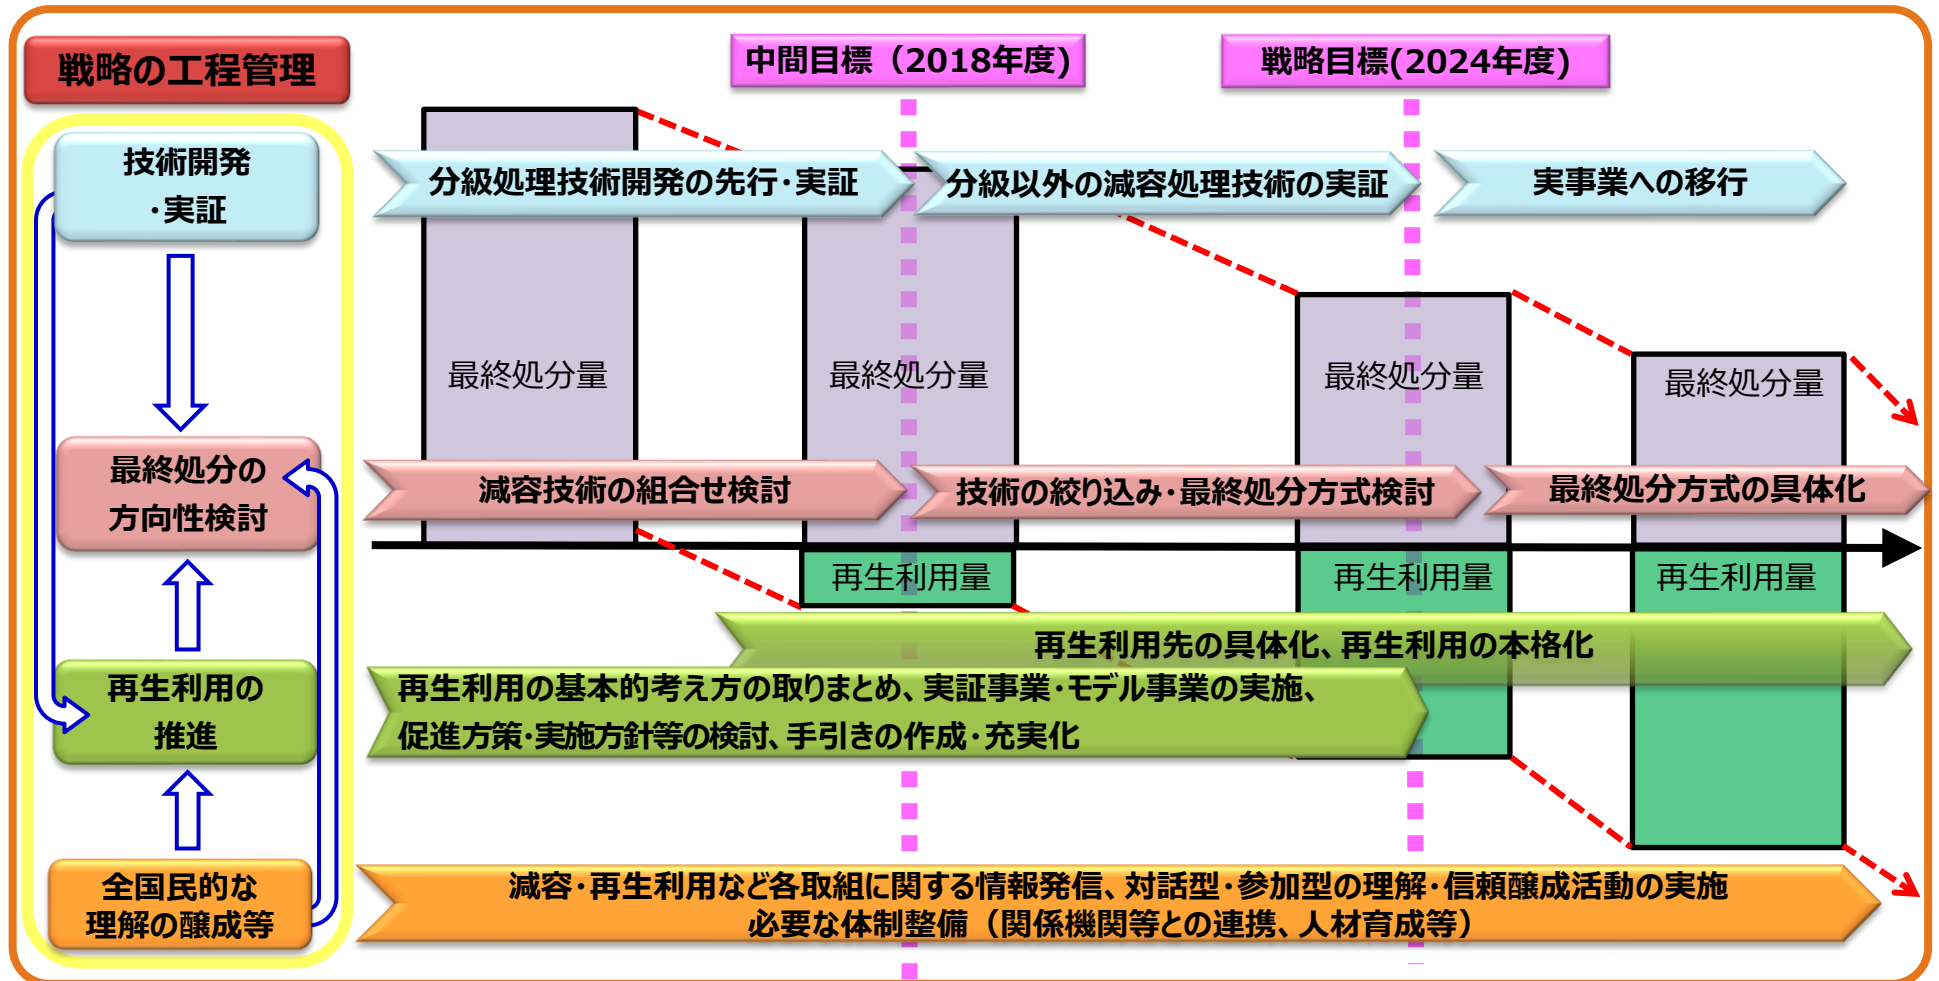 戦略の工程管理
中間目標（2018年度)
戦略目標(2024年度)
技術開発
・実証
分級処理技術開発の先行・実証
分級以外の減容処理技術の実証
実事業への移行
最終処分量
最終処分量
最終処分量
最終処分量
最終処分の
方向性検討
減容技術の組合せ検討
技術の絞り込み・最終処分方式検討
最終処分方式の具体化
再生利用量
再生利用量
再生利用量
再生利用先の具体化、再生利用の本格化
再生利用の
推進
再生利用の基本的考え方の取りまとめ、実証事業・モデル事業の実施、
促進方策・実施方針等の検討、手引きの作成・充実化
全国民的な
理解の醸成等
減容・再生利用など各取組に関する情報発信、対話型・参加型の理解・信頼醸成活動の実施
必要な体制整備（関係機関等との連携、人材育成等）